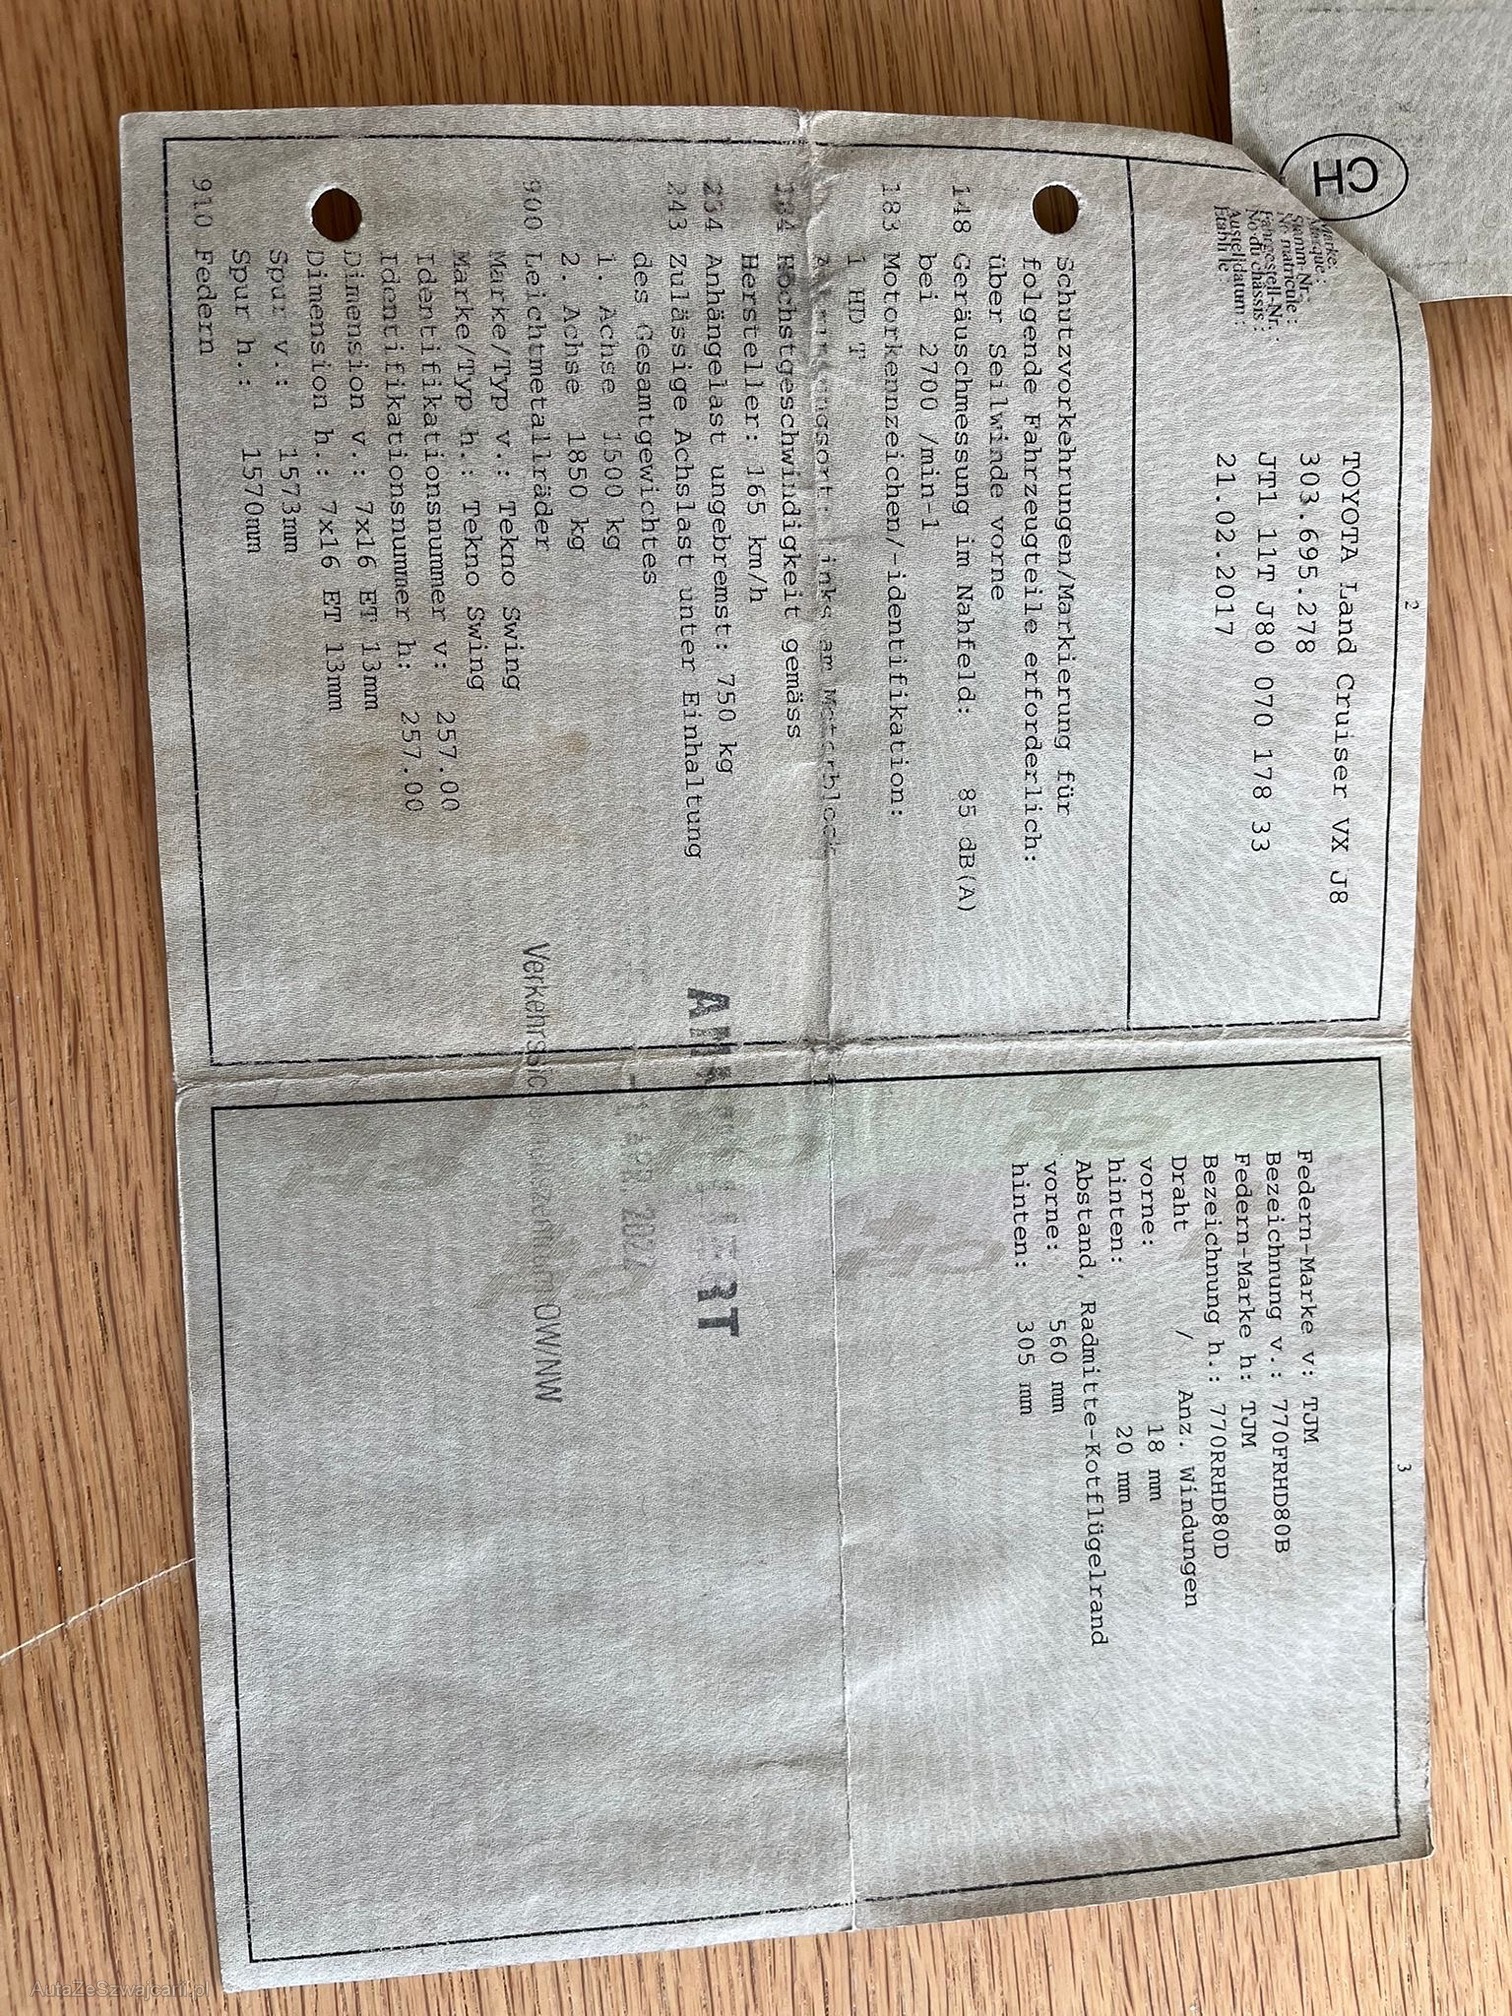 CH
2
Marke:
Marque:
Stamm-Nr.:
No matricule:
Fahrgestell-Nr.:
No du châssis:
Ausstelldatum:
Etabli le:
TOYOTA Land Cruiser VX J8
303.695.278
JT1 11T J80 070 178 33
21.02.2017
Schutzvorkehrungen/Markierung für
folgende Fahrzeugteile erforderlich:
über Seilwinde vorne
148 Geräuschmessung im Nahfeld: 85 dB(A)
bei 2700 /min-1
183 Motorkennzeichen/-identifikation:
1 HD T
links am Motorblock
Höchstgeschwindigkeit gemäss
Hersteller: 165 km/h
234 Anhängelast ungebremst: 750 kg
243 Zulässige Achslast unter Einhaltung
des Gesamtgewichtes
1. Achse 1500 kg
2. Achse 1850 kg
900 Leichtmetallräder
Marke/Typ v.: Tekno Swing
Marke/Typ h.: Tekno Swing
Identifikationsnummer v: 257.00
Identifikationsnummer h: 257.00
Dimension v.: 7x16 ET 13mm
Dimension h.: 7x16 ET 13mm
Spur v.: 1573mm
Spur h.: 1570mm
910 Federn
3
Federn-Marke v: TJM
Bezeichnung v.: 770FRHD80B
Federn-Marke h: TJM
Bezeichnung h.: 770RRHD80D
Draht / Anz. Windungen
vorne: 18 mm
hinten: 20 mm
Abstand, Radmitte-Kotflügelrand
vorne: 560 mm
hinten: 305 mm
OW/NW
AutaZeSzwajcarii.pl